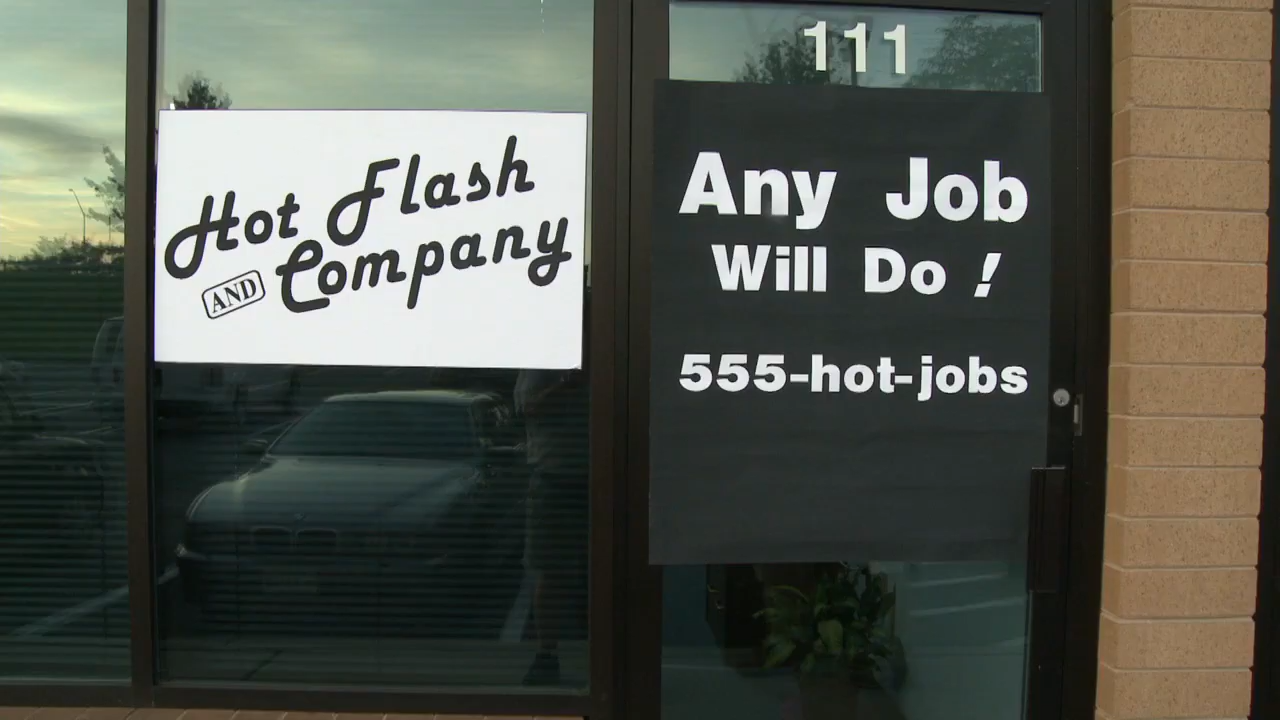 Hot Flash
AND Company
111
Any Job
Will Do !
555-hot-jobs